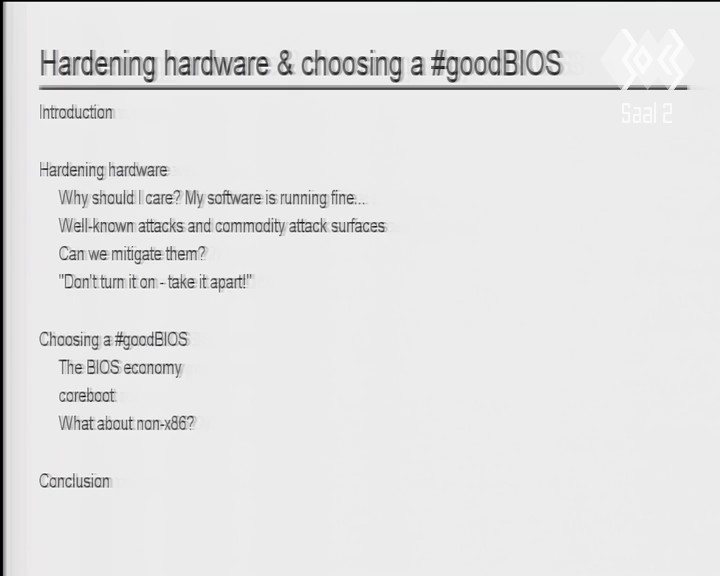 Hardening hardware & choosing a #goodBIOS
Saal 2
Introduction
Hardening hardware
Why should I care? My software is running fine...
Well-known attacks and commodity attack surfaces
Can we mitigate them?
"Don't turn it on - take it apart!"
Choosing a #goodBIOS
The BIOS economy
coreboot
What about non-x86?
Conclusion